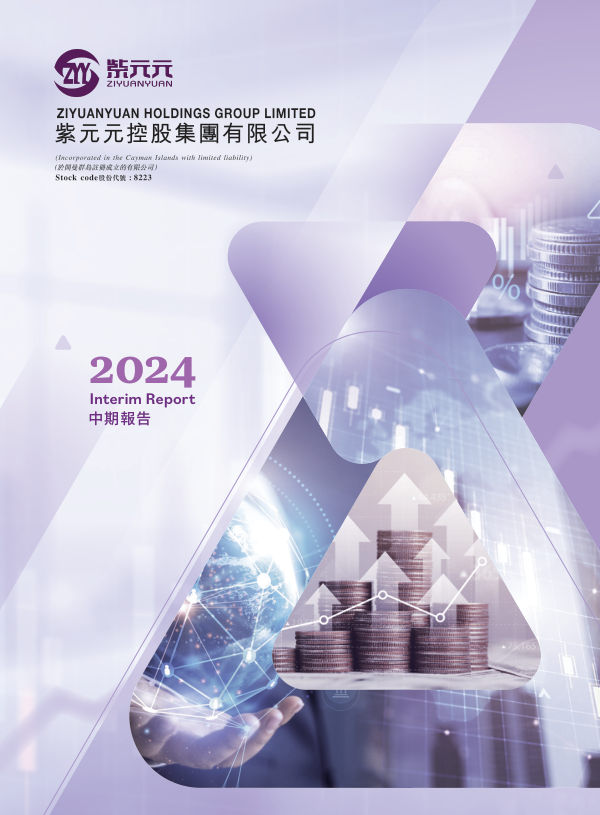 ZYY 紫元元
ZIYUANYUAN
ZIYUANYUAN HOLDINGS GROUP LIMITED
紫元元控股集團有限公司
(Incorporated in the Cayman Islands with limited liability)
(於開曼群島註冊成立的有限公司)
Stock code股份代號：8223
%
2024
Interim Report
中期報告